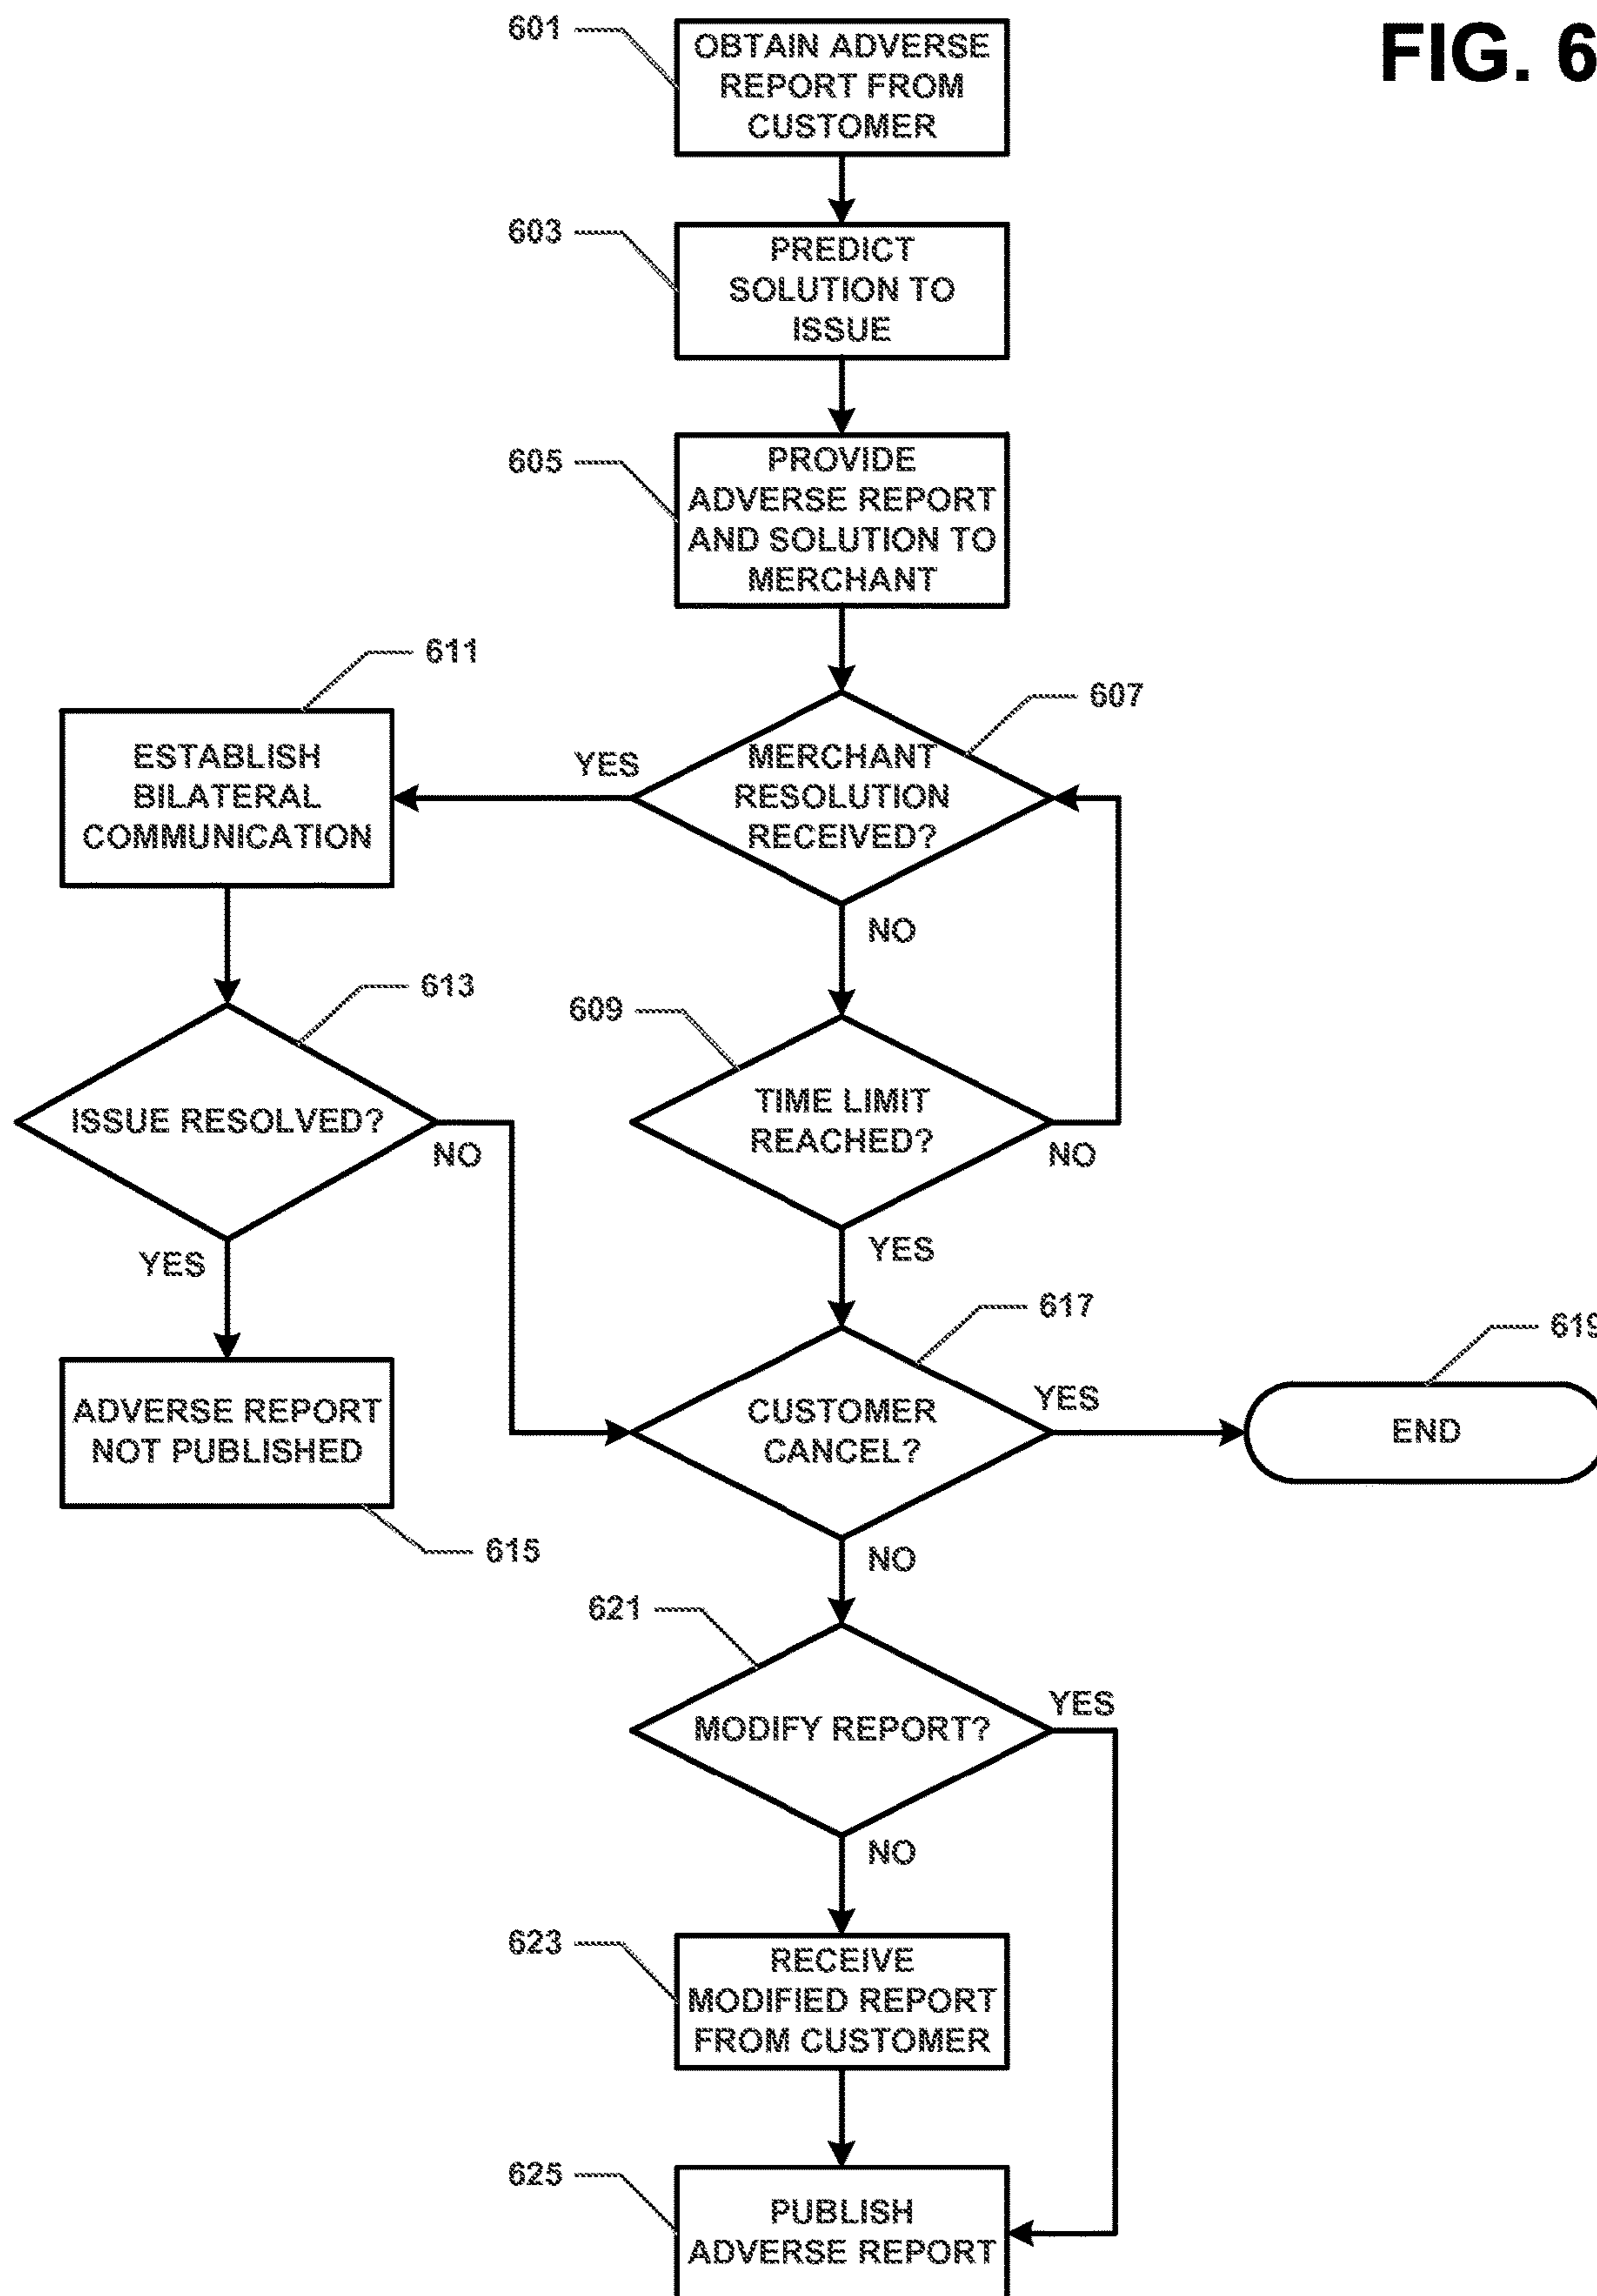 FIG. 6
601
OBTAIN ADVERSE
REPORT FROM
CUSTOMER
603
PREDICT
SOLUTION TO
ISSUE
605
PROVIDE
ADVERSE REPORT
AND SOLUTION TO
MERCHANT
611
607
ESTABLISH
BILATERAL
COMMUNICATION
YES
MERCHANT
RESOLUTION
RECEIVED?
NO
613
609
ISSUE RESOLVED?
NO
TIME LIMIT
REACHED?
NO
YES
YES
617
619
ADVERSE REPORT
NOT PUBLISHED
CUSTOMER
CANCEL?
YES
END
615
NO
621
MODIFY REPORT?
YES
NO
623
RECEIVE
MODIFIED REPORT
FROM CUSTOMER
625
PUBLISH
ADVERSE REPORT